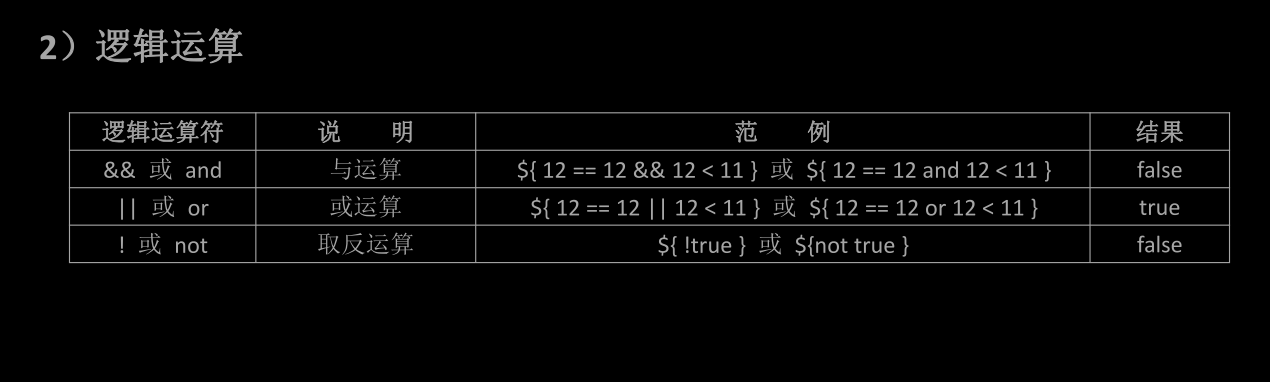 2）逻辑运算
逻辑运算符 说 明 范 例 结果
&& 或 and 与运算 ${ 12 == 12 && 12 < 11 } 或 ${ 12 == 12 and 12 < 11 } false
|| 或 or 或运算 ${ 12 == 12 || 12 < 11 } 或 ${ 12 == 12 or 12 < 11 } true
! 或 not 取反运算 ${ !true } 或 ${not true } false